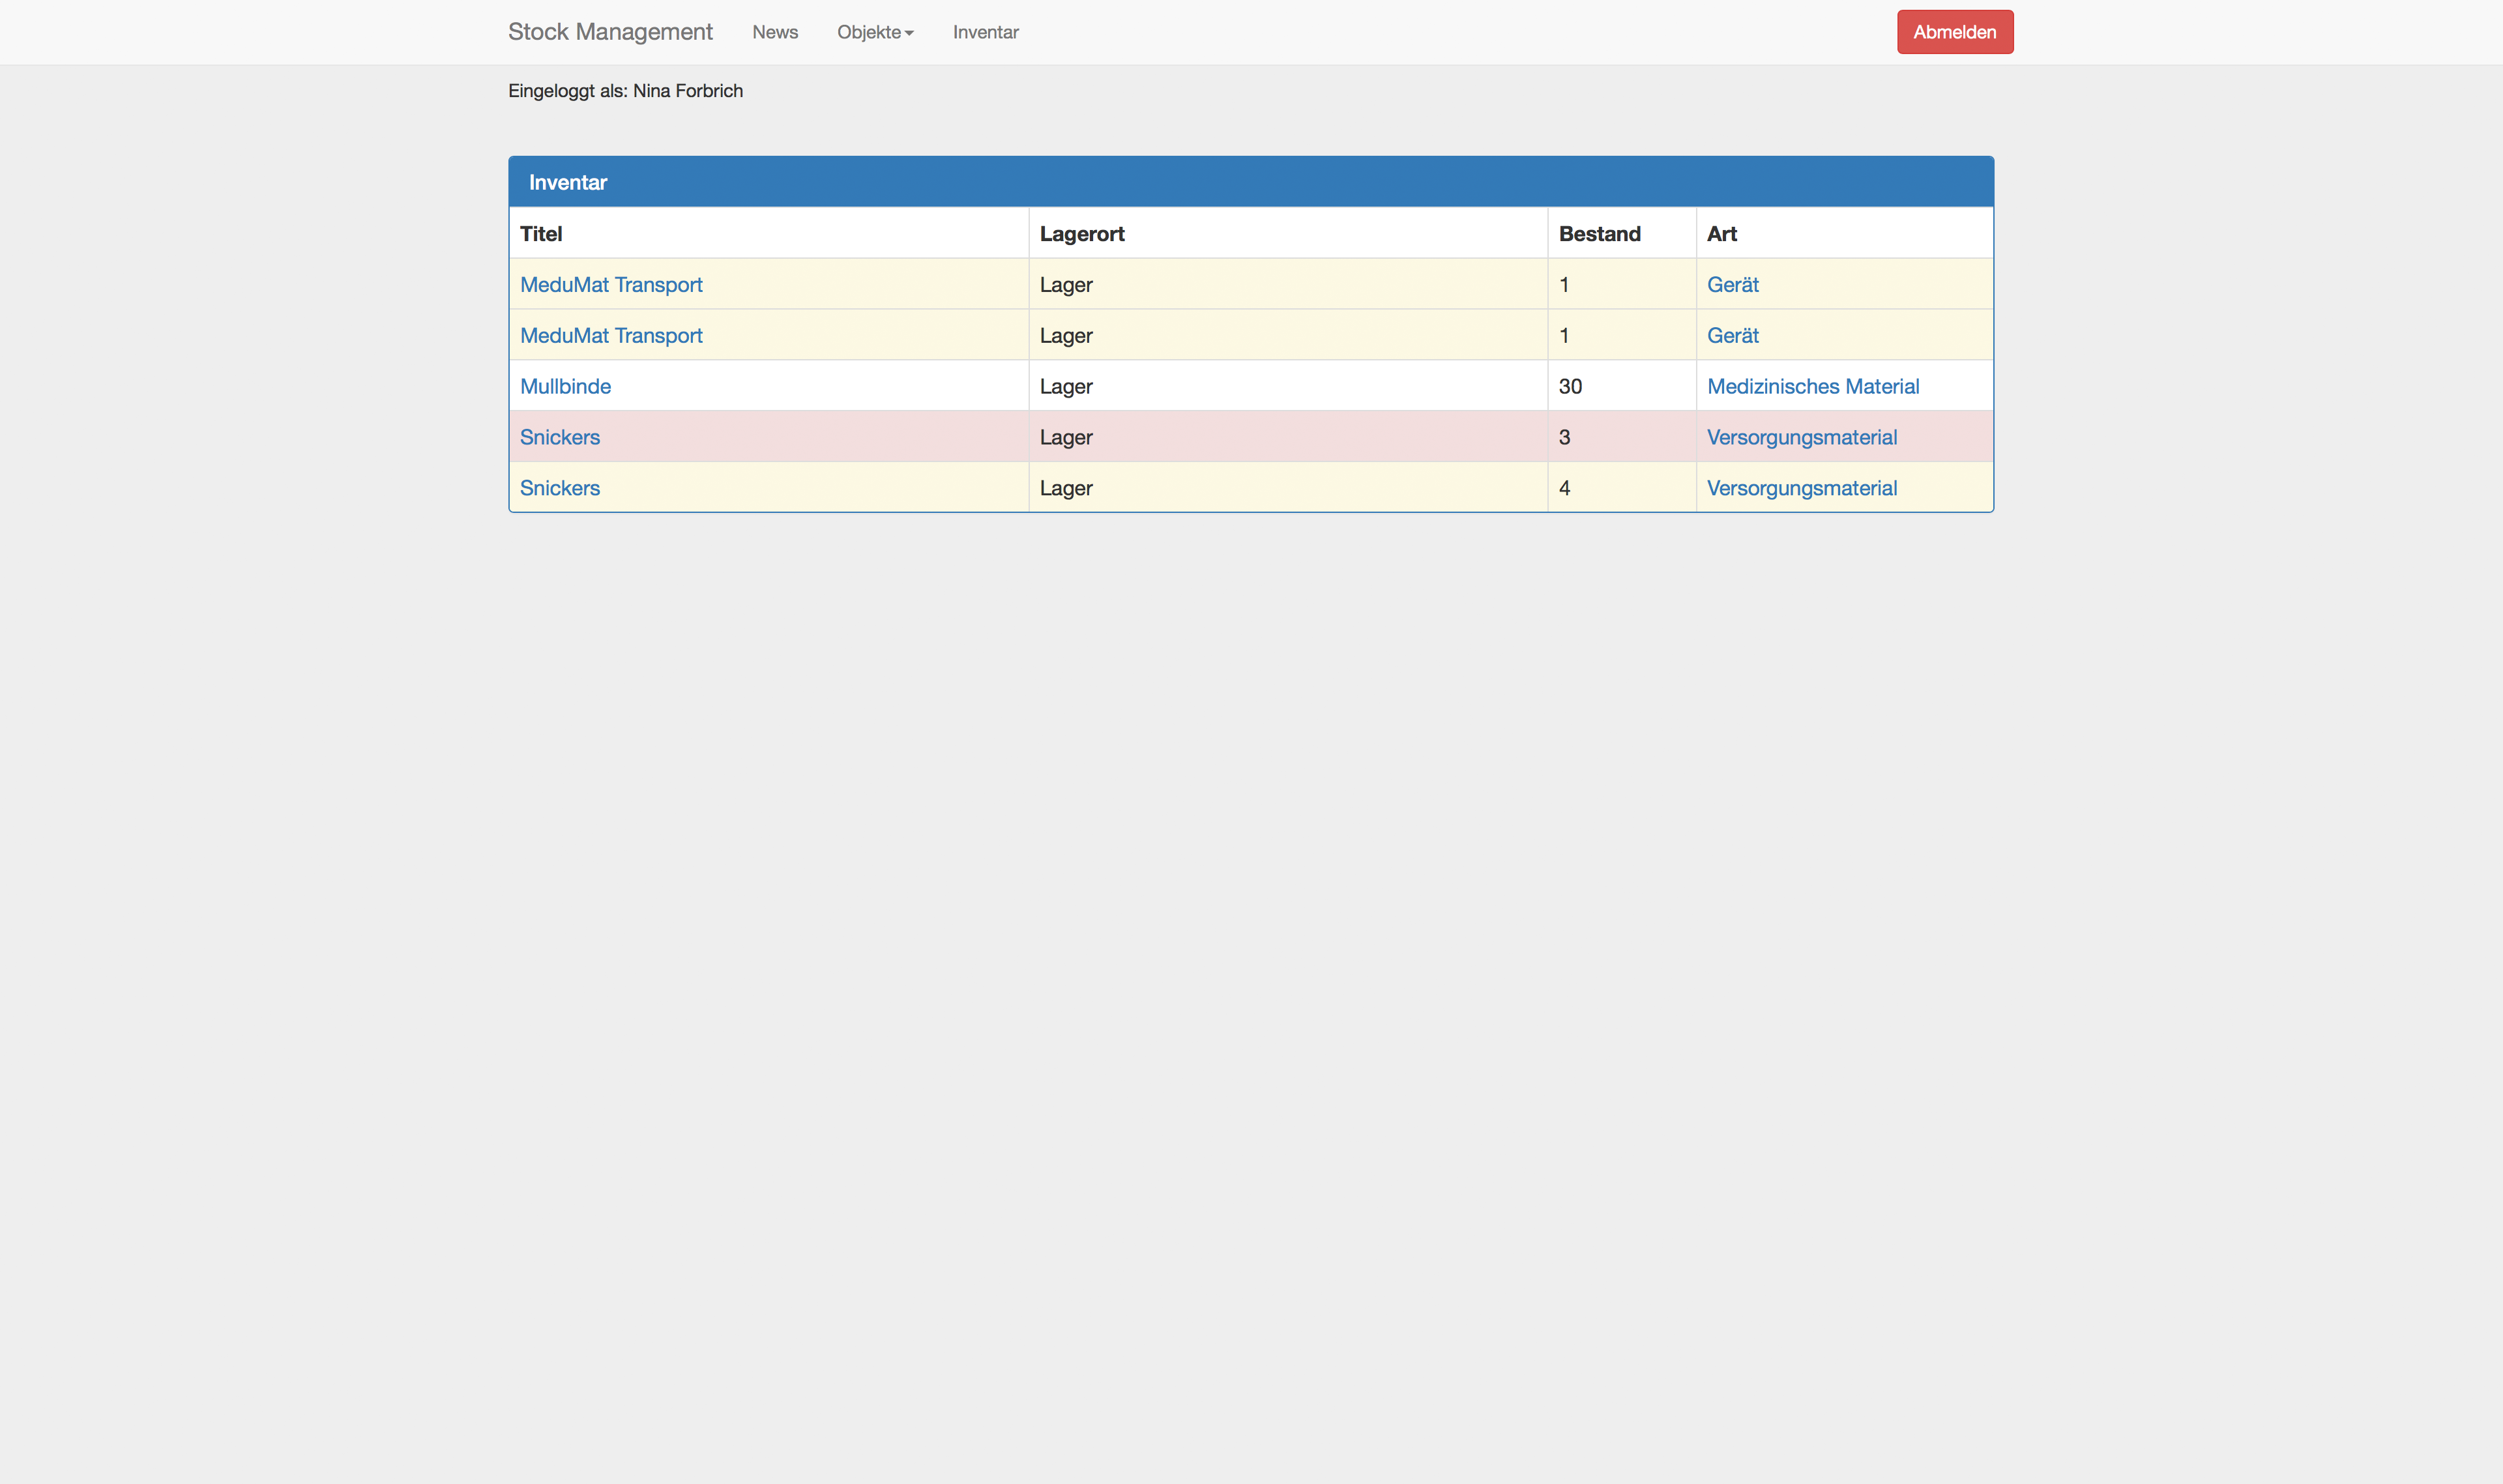 Stock Management News Objekte Inventar Abmelden
Eingeloggt als: Nina Forbrich
Inventar
Titel Lagerort Bestand Art
MeduMat Transport Lager 1 Gerät
MeduMat Transport Lager 1 Gerät
Mullbinde Lager 30 Medizinisches Material
Snickers Lager 3 Versorgungsmaterial
Snickers Lager 4 Versorgungsmaterial